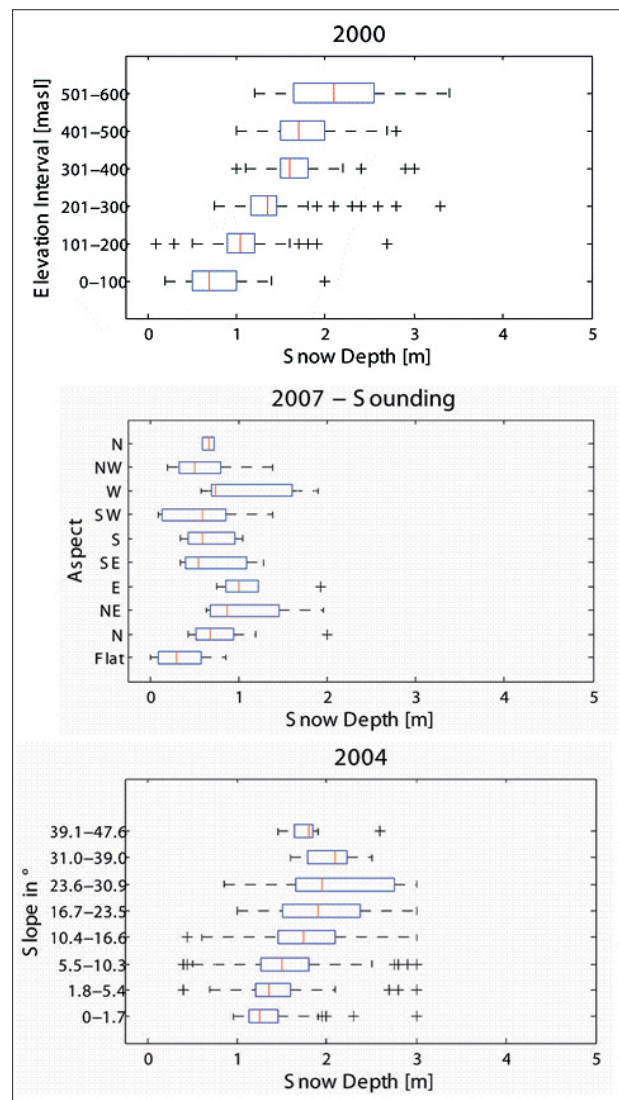 2000
Elevation Interval [masl]
501–600
401–500
301–400
201–300
101–200
0–100
0 1 2 3 4 5
Snow Depth [m]
2007 – Sounding
Aspect
N
NW
W
SW
S
SE
E
NE
N
Flat
0 1 2 3 4 5
Snow Depth [m]
2004
Slope in °
39.1–47.6
31.0–39.0
23.6–30.9
16.7–23.5
10.4–16.6
5.5–10.3
1.8–5.4
0–1.7
0 1 2 3 4 5
Snow Depth [m]